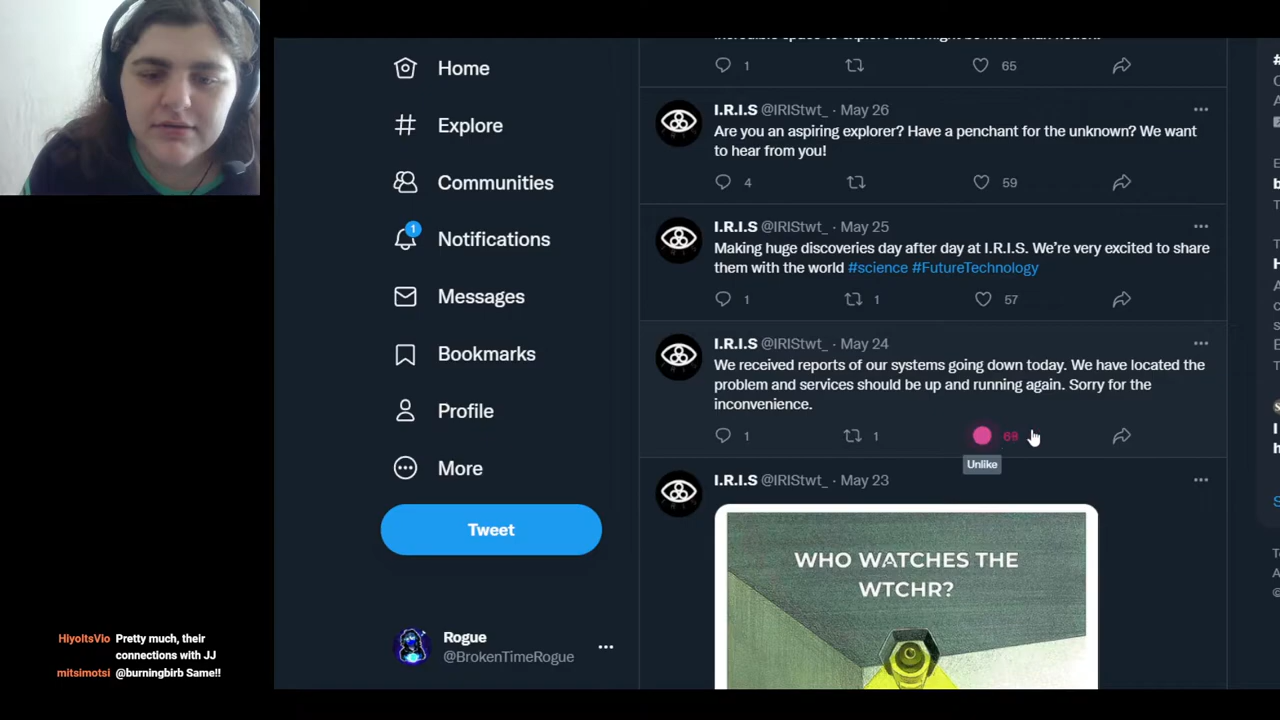 Home
Explore
Communities
1
Notifications
Messages
Bookmarks
Profile
More
Tweet
Rogue
@BrokenTimeRogue
1
65
I.R.I.S @IRIStwt_ · May 26
Are you an aspiring explorer? Have a penchant for the unknown? We want
to hear from you!
4
59
I.R.I.S @IRIStwt_ · May 25
Making huge discoveries day after day at I.R.I.S. We’re very excited to share
them with the world #science #FutureTechnology
1 1 57
I.R.I.S @IRIStwt_ · May 24
We received reports of our systems going down today. We have located the
problem and services should be up and running again. Sorry for the
inconvenience.
1 1
Unlike
I.R.I.S @IRIStwt_ · May 23
WHO WATCHES THE
WTCHR?
HiyoItsVio Pretty much, their
connections with JJ
mitsimotsi @burningbirb Same!!